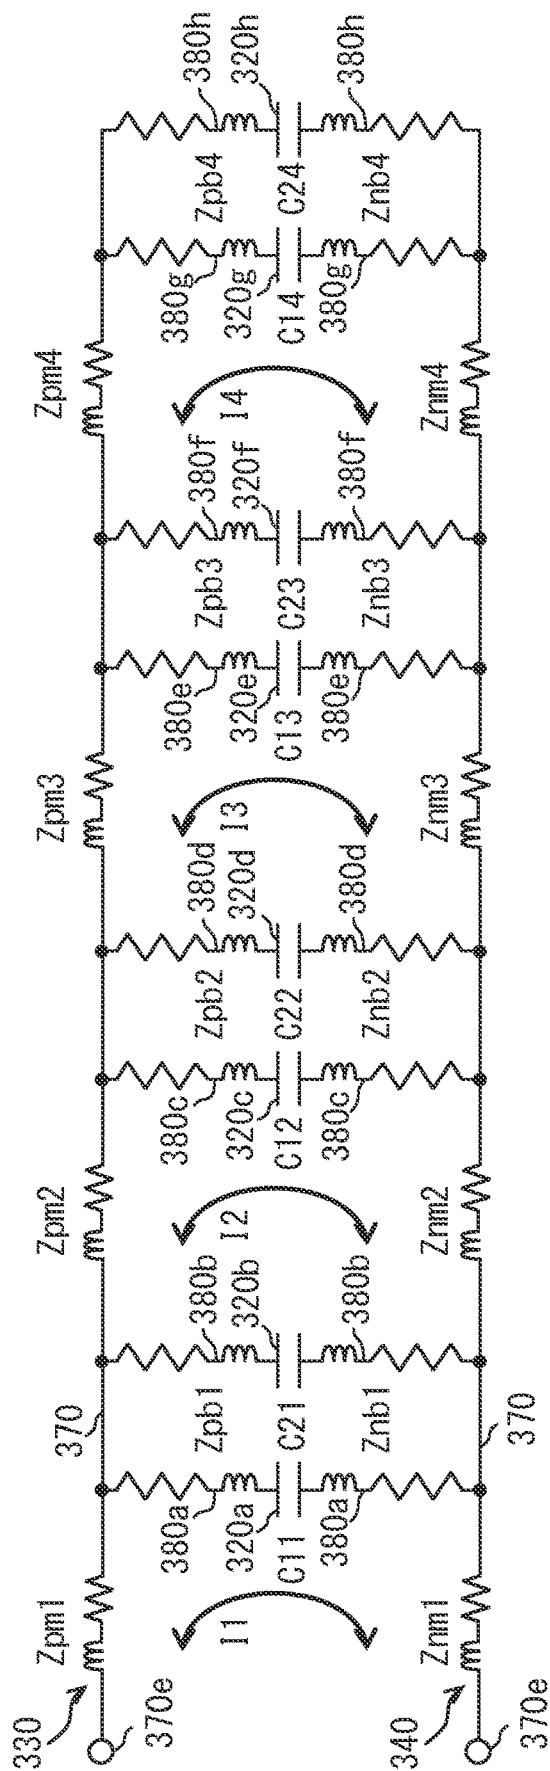 330
370e
Zpm1
370
Zpm2
Zpm3
Zpm4
I1
380a
320a
C11
380a
Zpb1
C21
Znb1
380b
320b
380b
I2
380c
320c
C12
380c
Zpb2
C22
Znb2
380d
320d
380d
I3
380e
320e
C13
380e
Zpb3
C23
Znb3
380f
320f
380f
I4
380g
320g
C14
380g
Zpb4
C24
Znb4
380h
320h
380h
340
370e
Znm1
370
Znm2
Znm3
Znm4